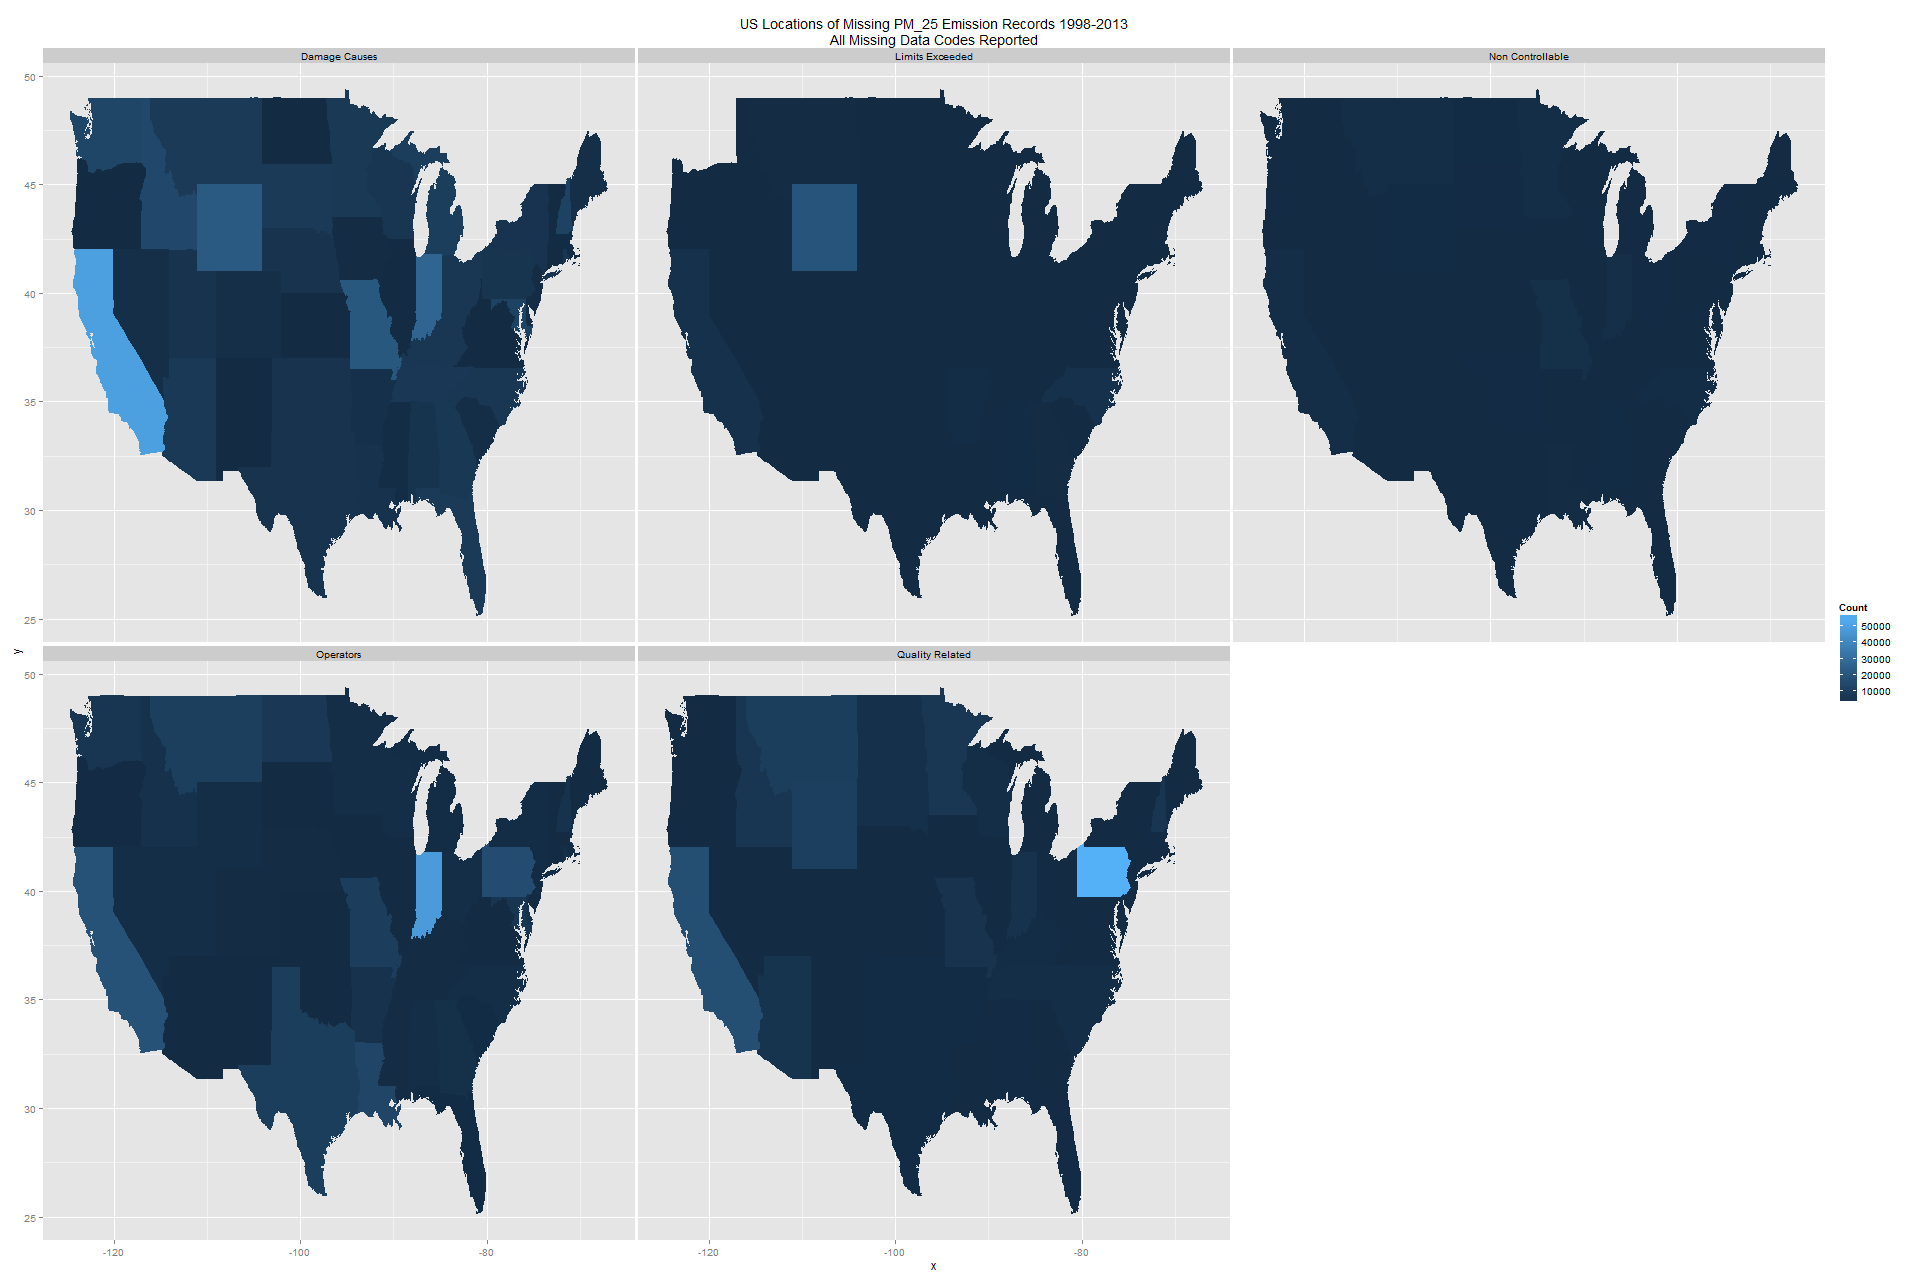 US Locations of Missing PM_25 Emission Records 1998-2013
All Missing Data Codes Reported
Damage Causes
Limits Exceeded
Non Controllable
50
45
40
35
30
25
y
Count
50000
40000
30000
20000
10000
Operators
Quality Related
50
45
40
35
30
25
-120
-100
-80
-120
-100
-80
x